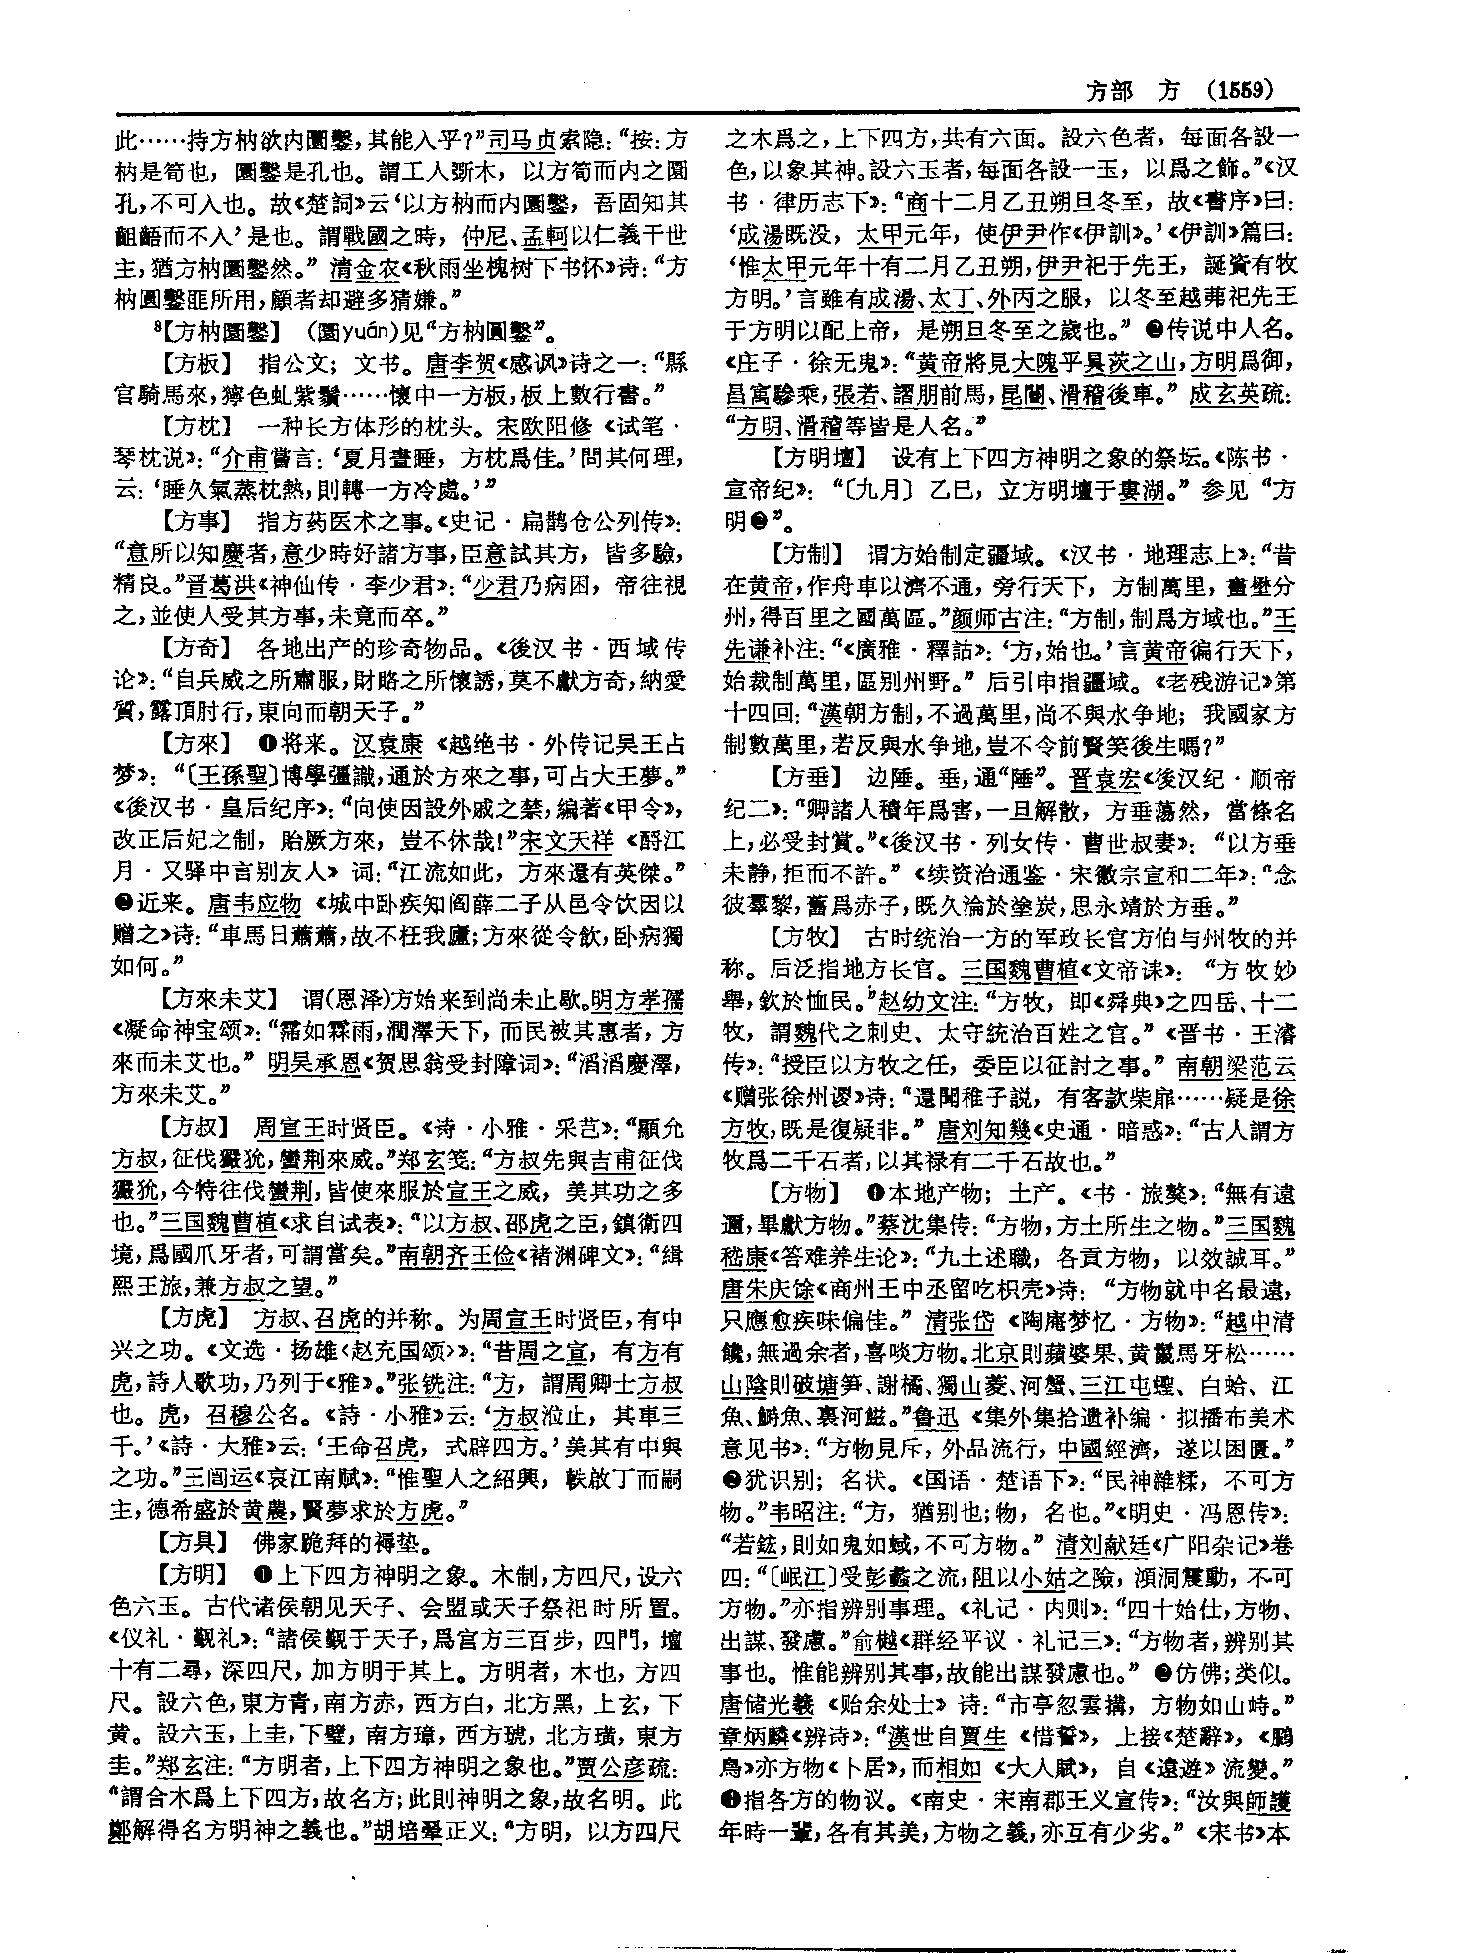 方部　方　(1559)
此……持方枘欲内圜鑿，其能入乎？”司马贞索隐：“按：方
枘是笱也，圜鑿是孔也。謂工人斲木，以方笱而内之圜
孔，不可入也。故《楚詞》云‘以方枘而内圜鑿，吾固知其
齟齬而不入’是也。謂戰國之時，仲尼、孟軻以仁義干世
主，猶方枘圜鑿然。”清金农《秋雨坐槐树下书怀》诗：“方
枘圓鑿匪所用，顧者却避多猜嫌。”
⁸【方枘圜鑿】　(圜yuán)见“方枘圓鑿”。
【方板】　指公文；文书。唐李贺《感讽》诗之一：“縣
官騎馬來，獰色虬紫鬚……懷中一方板，板上數行書。”
【方枕】　一种长方体形的枕头。宋欧阳修《试笔·
琴枕说》：“介甫嘗言：‘夏月晝睡，方枕爲佳。’問其何理，
云：‘睡久氣蒸枕熱，則轉一方冷處。’”
【方事】　指方药医术之事。《史记·扁鹊仓公列传》：
“意所以知慶者，意少時好諸方事，臣意試其方，皆多驗，
精良。”晋葛洪《神仙传·李少君》：“少君乃病困，帝往視
之，並使人受其方事，未竟而卒。”
【方奇】　各地出产的珍奇物品。《後汉书·西域传
论》：“自兵威之所肅服，財賂之所懷誘，莫不獻方奇，納愛
質，露頂肘行，東向而朝天子。”
【方來】　❶将来。汉袁康《越绝书·外传记吴王占
梦》：“〔王孫聖〕博學彊識，通於方來之事，可占大王夢。”
《後汉书·皇后纪序》：“向使因設外戚之禁，編著《甲令》，
改正后妃之制，貽厥方來，豈不休哉！”宋文天祥《酹江
月·又驿中言别友人》词：“江流如此，方來還有英傑。”
❷近来。唐韦应物《城中卧疾知阎薛二子从邑令饮因以
赠之》诗：“車馬日蕭蕭，故不枉我廬；方來從令飲，卧病獨
如何。”
【方來未艾】　谓(恩泽)方始来到尚未止歇。明方孝孺
《凝命神宝颂》：“霈如霖雨，潤澤天下，而民被其惠者，方
來而未艾也。”明吴承恩《贺思翁受封障词》：“滔滔慶澤，
方來未艾。”
【方叔】　周宣王时贤臣。《诗·小雅·采芑》：“顯允
方叔，征伐玁狁，蠻荆來威。”郑玄笺：“方叔先與吉甫征伐
玁狁，今特往伐蠻荆，皆使來服於宣王之威，美其功之多
也。”三国魏曹植《求自试表》：“以方叔、邵虎之臣，鎮衛四
境，爲國爪牙者，可謂當矣。”南朝齐王俭《褚渊碑文》：“緝
熙王旅，兼方叔之望。”
【方虎】　方叔、召虎的并称。为周宣王时贤臣，有中
兴之功。《文选·扬雄〈赵充国颂〉》：“昔周之宣，有方有
虎，詩人歌功，乃列于《雅》。”张铣注：“方，謂周卿士方叔
也。虎，召穆公名。《詩·小雅》云：‘方叔涖止，其車三
千。’《詩·大雅》云：‘王命召虎，式辟四方。’美其有中興
之功。”王闿运《哀江南赋》：“惟聖人之紹興，軼啟丁而嗣
主，德希盛於黄農，賢夢求於方虎。”
【方具】　佛家跪拜的褥垫。
【方明】　❶上下四方神明之象。木制，方四尺，设六
色六玉。古代诸侯朝见天子、会盟或天子祭祀时所置。
《仪礼·觐礼》：“諸侯覲于天子，爲宫方三百步，四門，壇
十有二尋，深四尺，加方明于其上。方明者，木也，方四
尺。設六色，東方青，南方赤，西方白，北方黑，上玄，下
黄。設六玉，上圭，下璧，南方璋，西方琥，北方璜，東方
圭。”郑玄注：“方明者，上下四方神明之象也。”贾公彦疏：
“謂合木爲上下四方，故名方；此則神明之象，故名明。此
鄭解得名方明神之義也。”胡培翬正义：“方明，以方四尺
之木爲之，上下四方，共有六面。設六色者，每面各設一
色，以象其神。設六玉者，每面各設一玉，以爲之飾。”《汉
书·律历志下》：“商十二月乙丑朔旦冬至，故《書序》曰：
‘成湯既没，太甲元年，使伊尹作《伊訓》。’《伊訓》篇曰：
‘惟太甲元年十有二月乙丑朔，伊尹祀于先王，誕資有牧
方明。’言雖有成湯、太丁、外丙之服，以冬至越茀祀先王
于方明以配上帝，是朔旦冬至之歲也。”❷传说中人名。
《庄子·徐无鬼》：“黄帝將見大隗乎具茨之山，方明爲御，
昌㝢驂乘，張若、謵朋前馬，昆閽、滑稽後車。”成玄英疏：
“方明、滑稽等皆是人名。”
【方明壇】　设有上下四方神明之象的祭坛。《陈书·
宣帝纪》：“〔九月〕乙巳，立方明壇于婁湖。”参见“方
明❷”。
【方制】　谓方始制定疆域。《汉书·地理志上》：“昔
在黄帝，作舟車以濟不通，旁行天下，方制萬里，畫壄分
州，得百里之國萬區。”颜师古注：“方制，制爲方域也。”王
先谦补注：“《廣雅·釋詁》：‘方，始也。’言黄帝徧行天下，
始裁制萬里，區别州野。”后引申指疆域。《老残游记》第
十四回：“漢朝方制，不過萬里，尚不與水争地；我國家方
制數萬里，若反與水争地，豈不令前賢笑後生嗎？”
【方垂】　边陲。垂，通“陲”。晋袁宏《後汉纪·顺帝
纪二》：“卿諸人積年爲害，一旦解散，方垂蕩然，當條名
上，必受封賞。”《後汉书·列女传·曹世叔妻》：“以方垂
未静，拒而不許。”《续资治通鉴·宋徽宗宣和二年》：“念
彼羣黎，舊爲赤子，既久淪於塗炭，思永靖於方垂。”
【方牧】　古时统治一方的军政长官方伯与州牧的并
称。后泛指地方长官。三国魏曹植《文帝诔》：“方牧妙
舉，欽於恤民。”赵幼文注：“方牧，即《舜典》之四岳、十二
牧，謂魏代之刺史、太守統治百姓之官。”《晋书·王濬
传》：“授臣以方牧之任，委臣以征討之事。”南朝梁范云
《赠张徐州谡》诗：“還聞稚子説，有客款柴扉……疑是徐
方牧，既是復疑非。”唐刘知幾《史通·暗惑》：“古人謂方
牧爲二千石者，以其禄有二千石故也。”
【方物】　❶本地产物；土产。《书·旅獒》：“無有遠
邇，畢獻方物。”蔡沈集传：“方物，方土所生之物。”三国魏
嵇康《答难养生论》：“九土述職，各貢方物，以效誠耳。”
唐朱庆馀《商州王中丞留吃枳壳》诗：“方物就中名最遠，
只應愈疾味偏佳。”清张岱《陶庵梦忆·方物》：“越中清
饞，無過余者，喜啖方物。北京則蘋婆果、黄䶉馬牙松……
山陰則破塘笋、謝橘、獨山菱、河蟹、三江屯蟶、白蛤、江
魚、鰣魚、裏河鰦。”鲁迅《集外集拾遗补编·拟播布美术
意见书》：“方物見斥，外品流行，中國經濟，遂以困匱。”
❷犹识别；名状。《国语·楚语下》：“民神雜糅，不可方
物。”韦昭注：“方，猶别也；物，名也。”《明史·冯恩传》：
“若鋐，則如鬼如蜮，不可方物。”清刘献廷《广阳杂记》卷
四：“〔岷江〕受彭蠡之流，阻以小姑之險，澒洞震動，不可
方物。”亦指辨别事理。《礼记·内则》：“四十始仕，方物、
出謀、發慮。”俞樾《群经平议·礼记三》：“方物者，辨别其
事也。惟能辨别其事，故能出謀發慮也。”❸仿佛；类似。
唐储光羲《贻余处士》诗：“市亭忽雲構，方物如山峙。”
章炳麟《辨诗》：“漢世自賈生《惜誓》，上接《楚辭》，《鵩
鳥》亦方物《卜居》，而相如《大人賦》，自《遠遊》流變。”
❹指各方的物议。《南史·宋南郡王义宣传》：“汝與師護
年時一輩，各有其美，方物之義，亦互有少劣。”《宋书》本